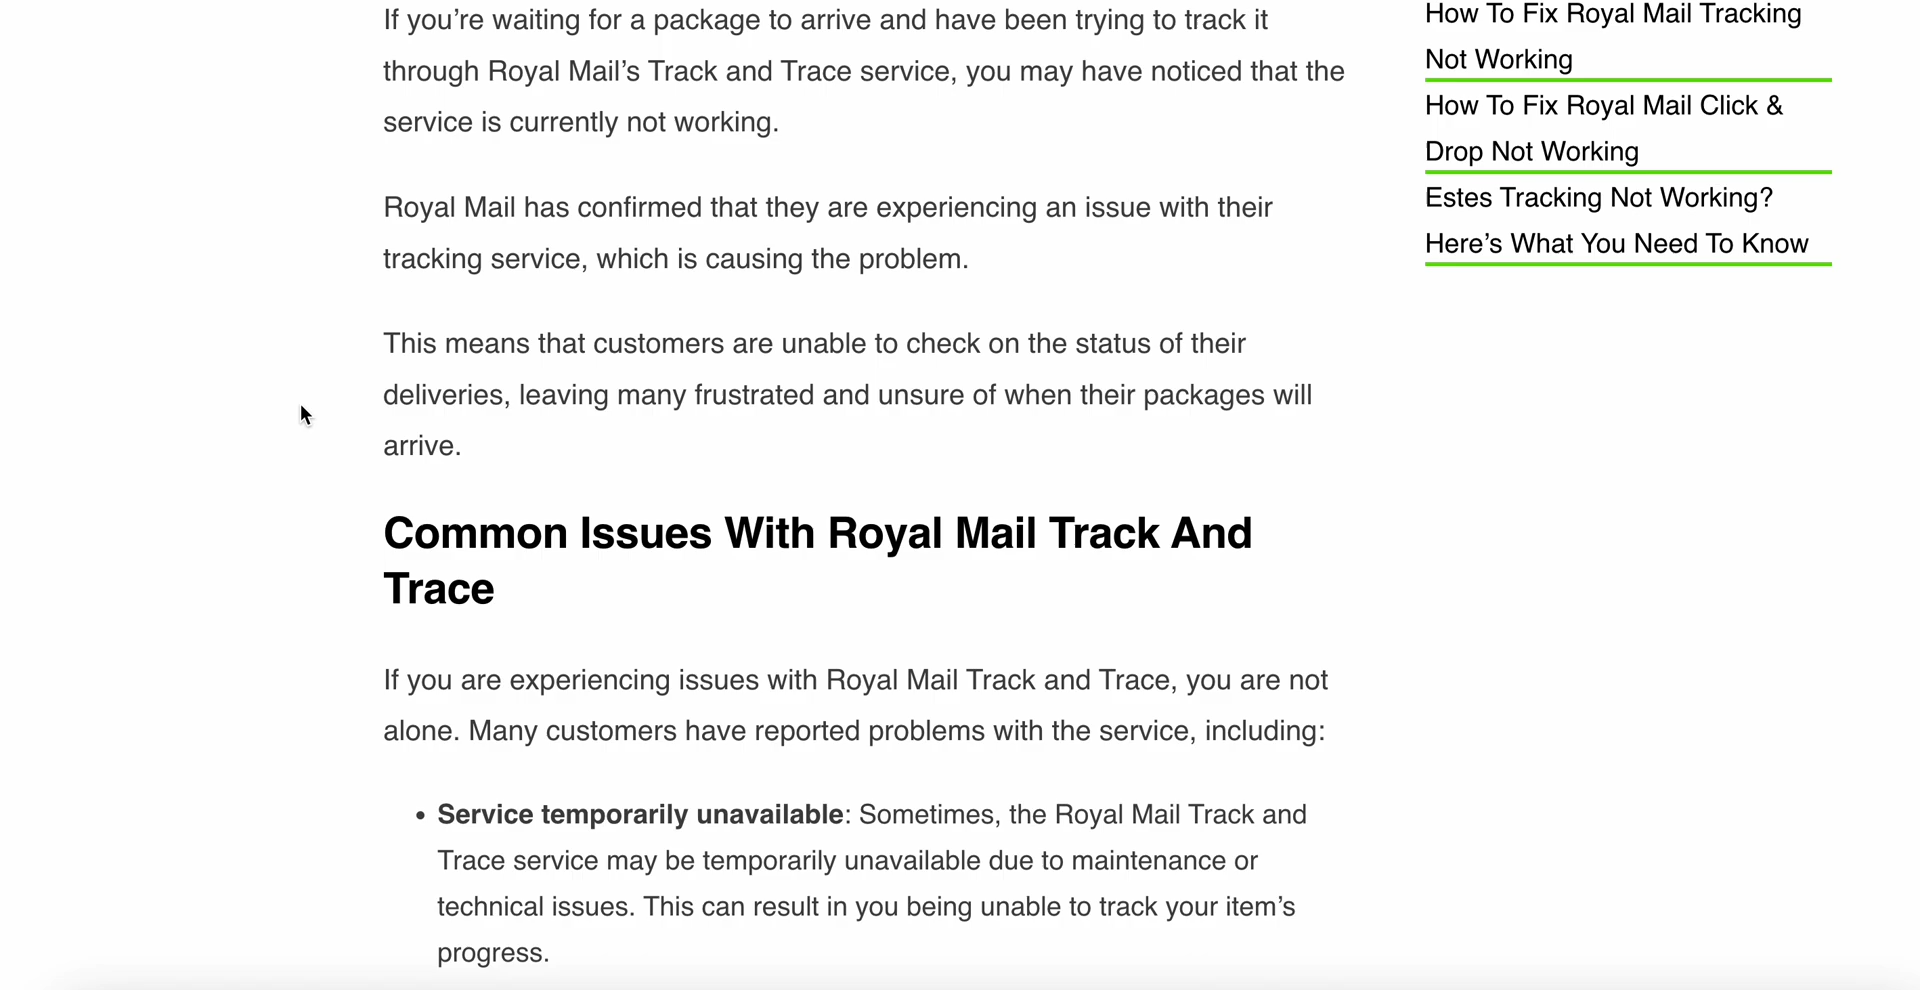 If you’re waiting for a package to arrive and have been trying to track it
through Royal Mail’s Track and Trace service, you may have noticed that the
service is currently not working.
Royal Mail has confirmed that they are experiencing an issue with their
tracking service, which is causing the problem.
This means that customers are unable to check on the status of their
deliveries, leaving many frustrated and unsure of when their packages will
arrive.
Common Issues With Royal Mail Track And
Trace
If you are experiencing issues with Royal Mail Track and Trace, you are not
alone. Many customers have reported problems with the service, including:
• Service temporarily unavailable: Sometimes, the Royal Mail Track and
Trace service may be temporarily unavailable due to maintenance or
technical issues. This can result in you being unable to track your item’s
progress.
How To Fix Royal Mail Tracking
Not Working
How To Fix Royal Mail Click &
Drop Not Working
Estes Tracking Not Working?
Here’s What You Need To Know